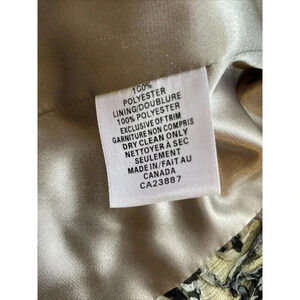 100%
POLYESTER
LINING/DOUBLURE
100% POLYESTER
EXCLUSIVE OF TRIM
GARNITURE NON COMPRIS
DRY CLEAN ONLY
NETTOYER A SEC
SEULEMENT
MADE IN/FAIT AU
CANADA
CA23887